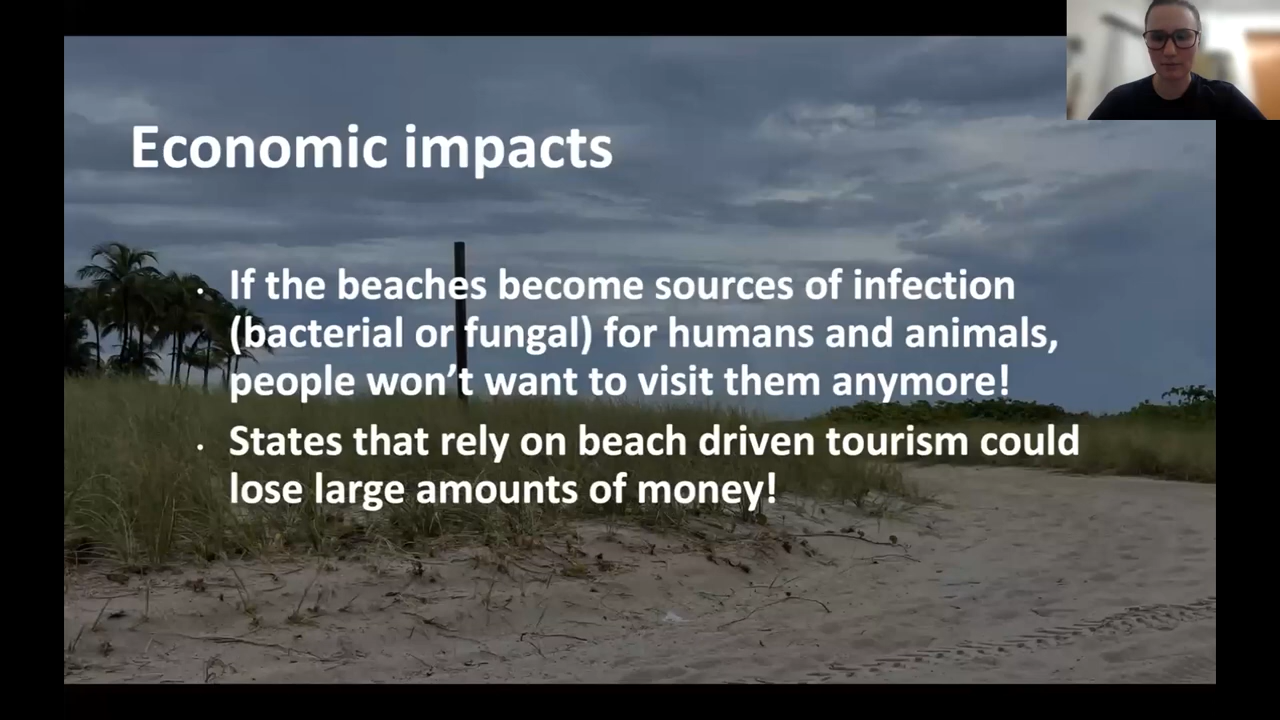 Economic impacts
If the beaches become sources of infection
(bacterial or fungal) for humans and animals,
people won’t want to visit them anymore!
States that rely on beach driven tourism could
lose large amounts of money!